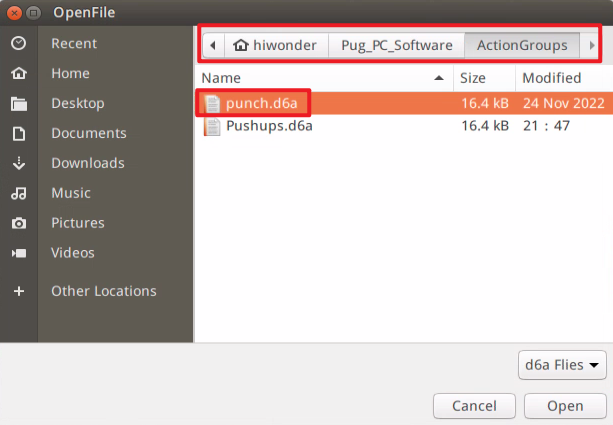 OpenFile
Recent
Home
Desktop
Documents
Downloads
Music
Pictures
Videos
Other Locations
hiwonder Pug_PC_Software ActionGroups
Name Size Modified
punch.d6a 16.4 kB 24 Nov 2022
Pushups.d6a 16.4 kB 21 : 47
d6a Flies
Cancel Open